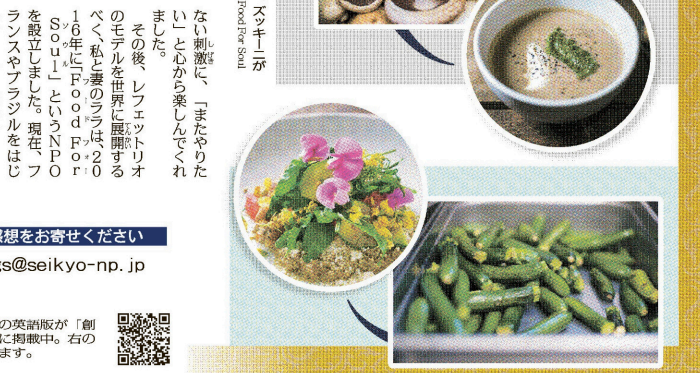 ズッキーニが
Food For Soul
ない刺激に、「またやりた
い」と心から楽しんでくれ
ました。
その後、レフェットリオ
のモデルを世界に展開する
べく、私と妻のララは、20
16年に「Food For
Soul」というNPO
を設立しました。現在、フ
ランスやブラジルをはじ
感想をお寄せください
gs@seikyo-np.jp
の英語版が「創
に掲載中。右の
ます。